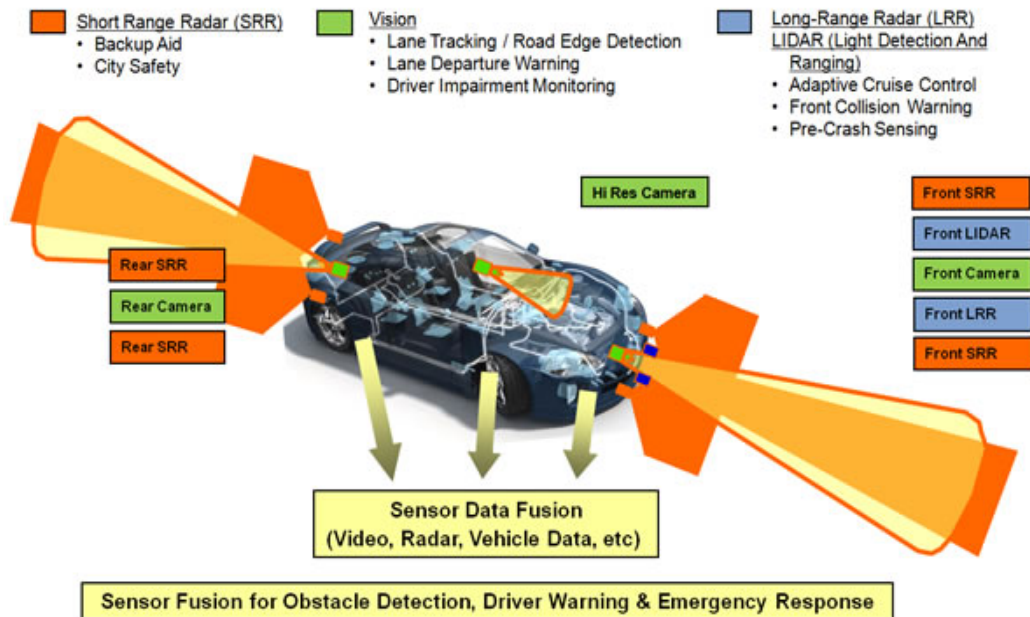 Short Range Radar (SRR)
• Backup Aid
• City Safety
Vision
• Lane Tracking / Road Edge Detection
• Lane Departure Warning
• Driver Impairment Monitoring
Long-Range Radar (LRR)
LIDAR (Light Detection And
Ranging)
• Adaptive Cruise Control
• Front Collision Warning
• Pre-Crash Sensing
Hi Res Camera
Rear SRR
Rear Camera
Rear SRR
Front SRR
Front LIDAR
Front Camera
Front LRR
Front SRR
Sensor Data Fusion
(Video, Radar, Vehicle Data, etc)
Sensor Fusion for Obstacle Detection, Driver Warning & Emergency Response